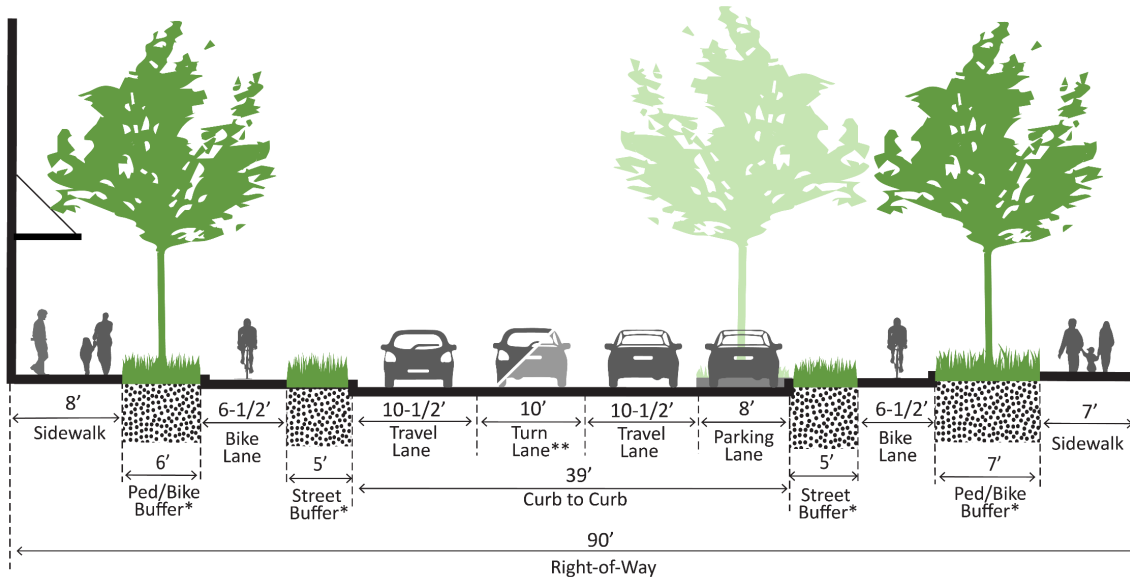 8’
Sidewalk
6’
Ped/Bike
Buffer*
6-1/2’
Bike
Lane
5’
Street
Buffer*
10-1/2’
Travel
Lane
10’
Turn
Lane**
10-1/2’
Travel
Lane
8’
Parking
Lane
39’
Curb to Curb
5’
Street
Buffer*
6-1/2’
Bike
Lane
7’
Ped/Bike
Buffer*
7’
Sidewalk
90’
Right-of-Way